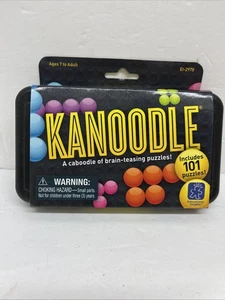 Ages 7 to Adult
EI-2978
KANOODLE®
A caboodle of brain-teasing puzzles!
Includes
101
puzzles!
⚠ WARNING:
CHOKING HAZARD—Small parts.
Not for children under three (3) years.